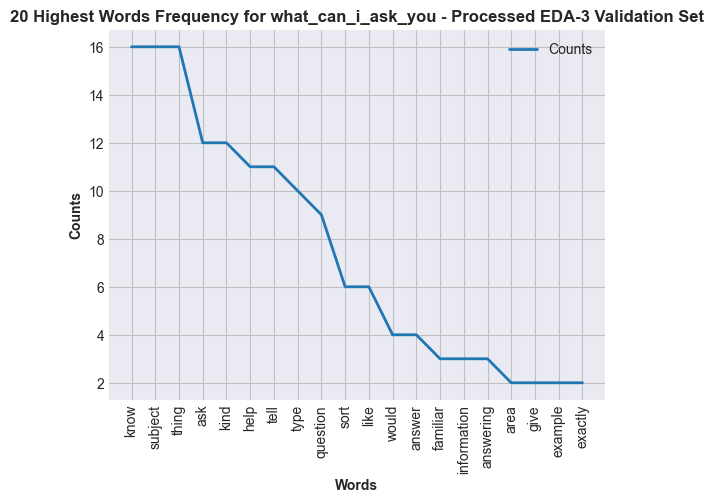 20 Highest Words Frequency for what_can_i_ask_you - Processed EDA-3 Validation Set
Counts
16
14
12
10
8
6
4
2
Counts
know
subject
thing
ask
kind
help
tell
type
question
sort
like
would
answer
familiar
information
answering
area
give
example
exactly
Words